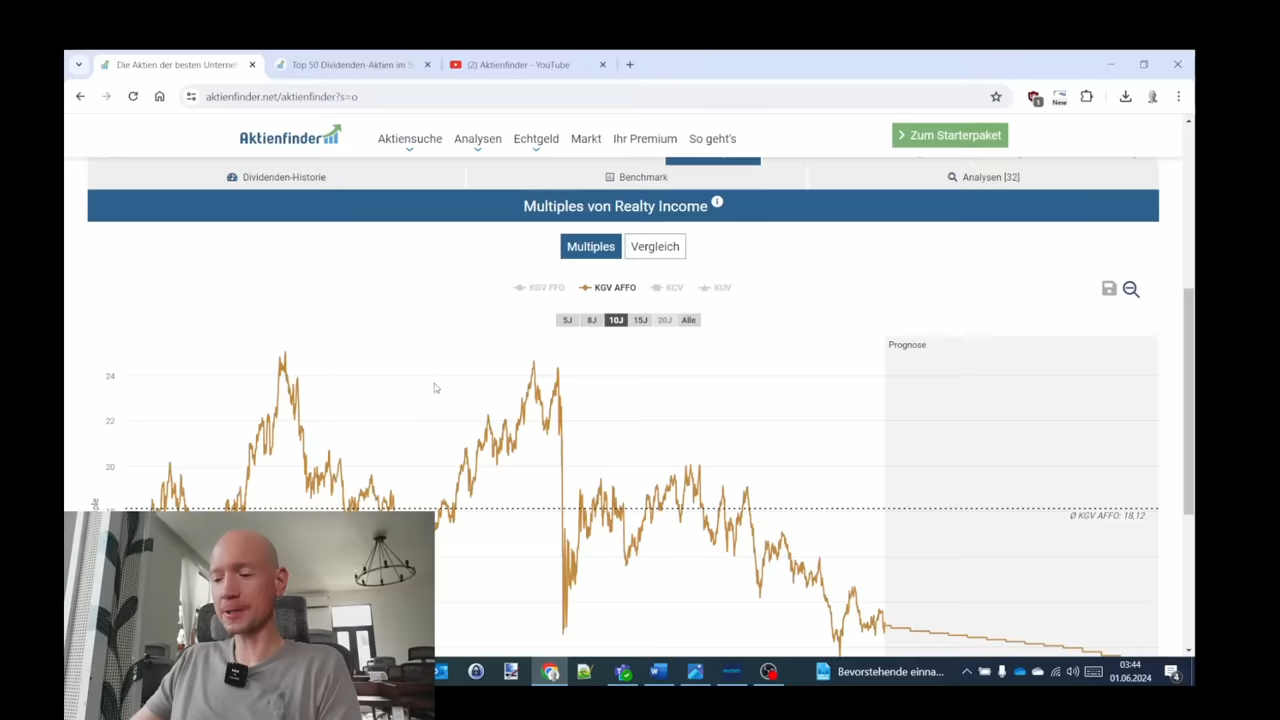 Die Aktien der besten Unterne
Top 50 Dividenden-Aktien im S
(2) Aktienfinder - YouTube
aktienfinder.net/aktienfinder?s=o
1
New
Aktienfinder
Aktiensuche
Analysen
Echtgeld
Markt
Ihr Premium
So geht's
Zum Starterpaket
Dividenden-Historie
Benchmark
Analysen [32]
Multiples von Realty Income
Multiples
Vergleich
KGV FFO
KGV AFFO
KCV
KUV
5J
8J
10J
15J
20J
Alle
Prognose
24
22
20
Ø KGV AFFO: 18,12
Bevorstehende einna...
03:44
01.06.2024
4